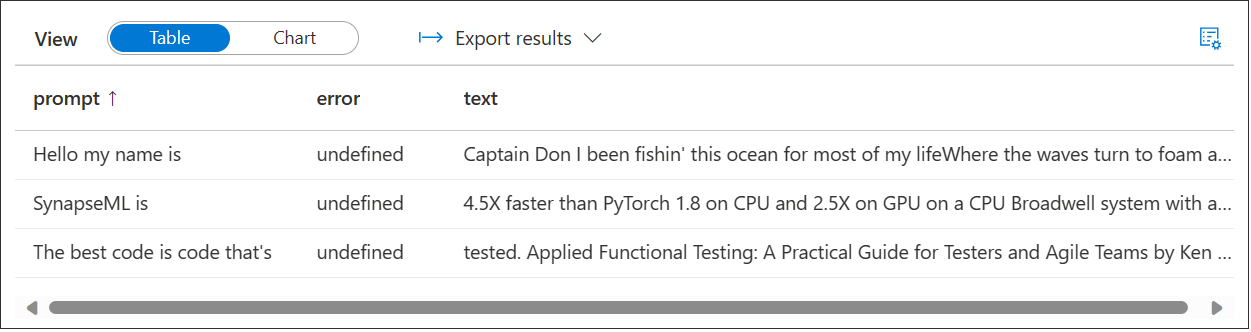 View Table Chart Export results
prompt ↑ error text
Hello my name is undefined Captain Don I been fishin' this ocean for most of my lifeWhere the waves turn to foam a...
SynapseML is undefined 4.5X faster than PyTorch 1.8 on CPU and 2.5X on GPU on a CPU Broadwell system with a...
The best code is code that's undefined tested. Applied Functional Testing: A Practical Guide for Testers and Agile Teams by Ken ...